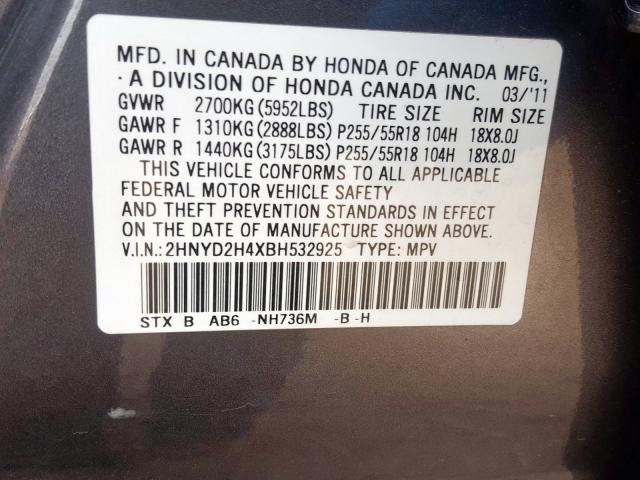 MFD. IN CANADA BY HONDA OF CANADA MFG.,
· A DIVISION OF HONDA CANADA INC. 03/'11
GVWR 2700KG (5952LBS) TIRE SIZE RIM SIZE
GAWR F 1310KG (2888LBS) P255/55R18 104H 18X8.0J
GAWR R 1440KG (3175LBS) P255/55R18 104H 18X8.0J
THIS VEHICLE CONFORMS TO ALL APPLICABLE
FEDERAL MOTOR VEHICLE SAFETY
AND THEFT PREVENTION STANDARDS IN EFFECT
ON THE DATE OF MANUFACTURE SHOWN ABOVE.
V.I.N.: 2HNYD2H4XBH532925 TYPE: MPV
STX B AB6 -NH736M -B -H